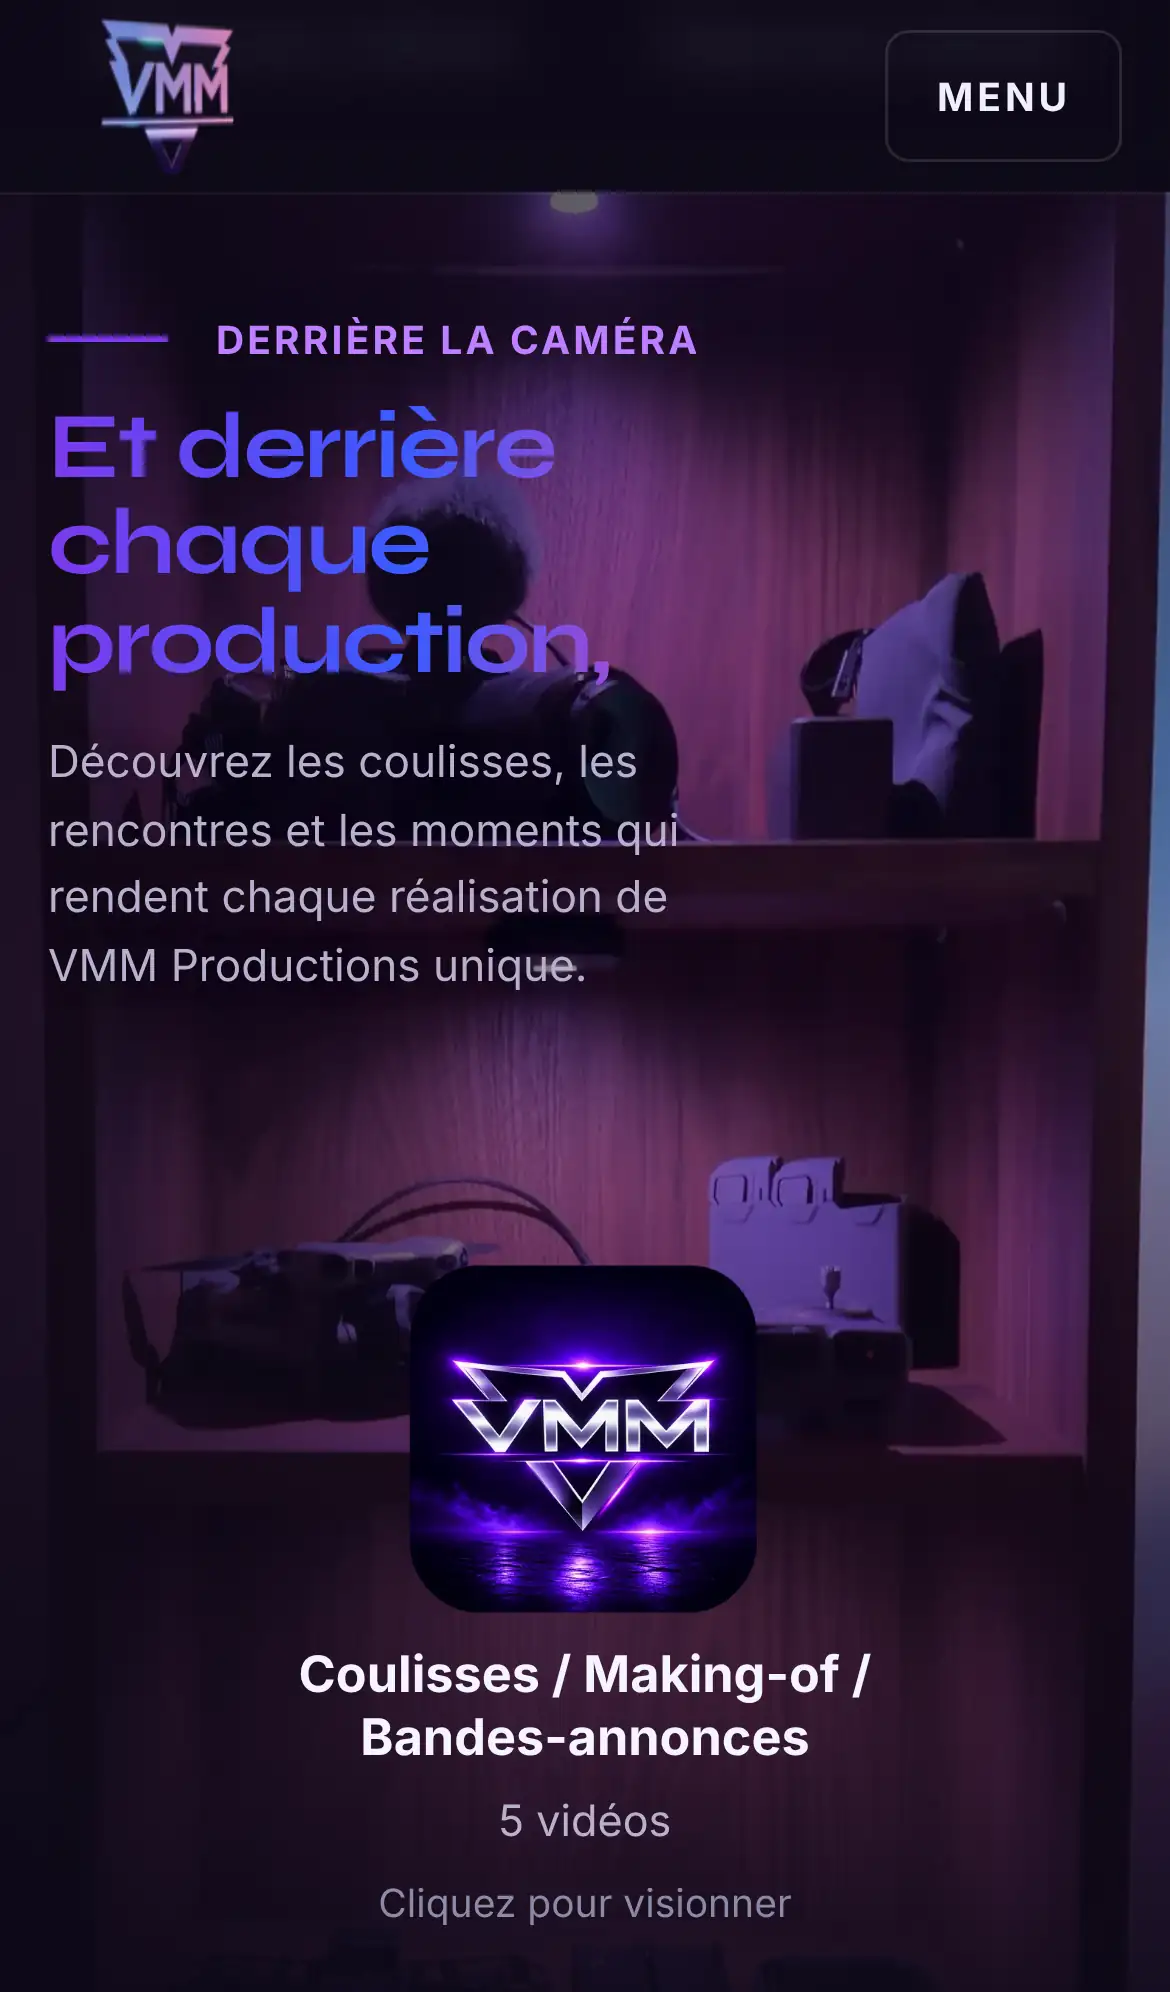 VMM
MENU
DERRIÈRE LA CAMÉRA
Et derrière
chaque
production,
Découvrez les coulisses, les
rencontres et les moments qui
rendent chaque réalisation de
VMM Productions unique.
VMM
Coulisses / Making-of /
Bandes-annonces
5 vidéos
Cliquez pour visionner